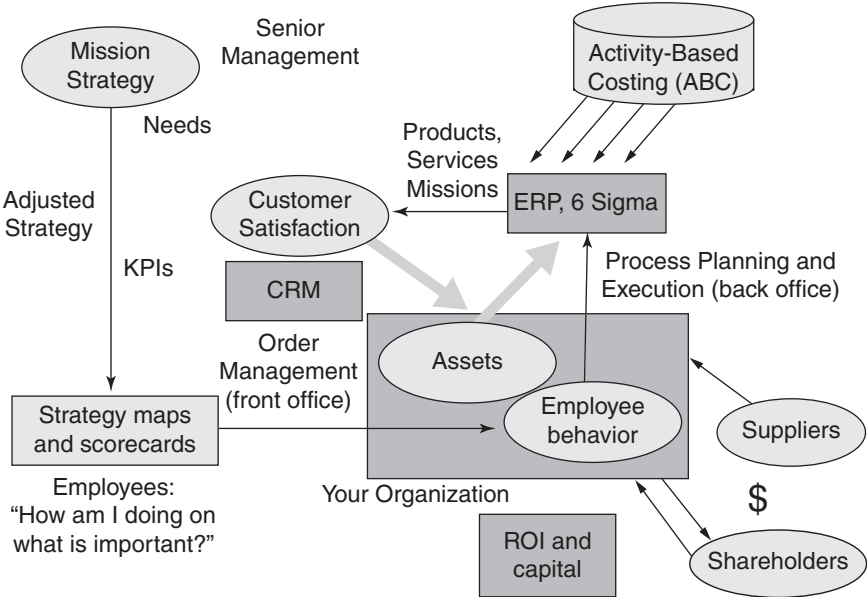 Mission
Strategy
Senior
Management
Activity-Based
Costing (ABC)
Needs
Products,
Services
Missions
ERP, 6 Sigma
Customer
Satisfaction
Adjusted
Strategy
KPIs
CRM
Process Planning and
Execution (back office)
Order
Management
(front office)
Assets
Strategy maps
and scorecards
Employee
behavior
Suppliers
Employees:
“How am I doing on
what is important?”
Your Organization
$
ROI and
capital
Shareholders